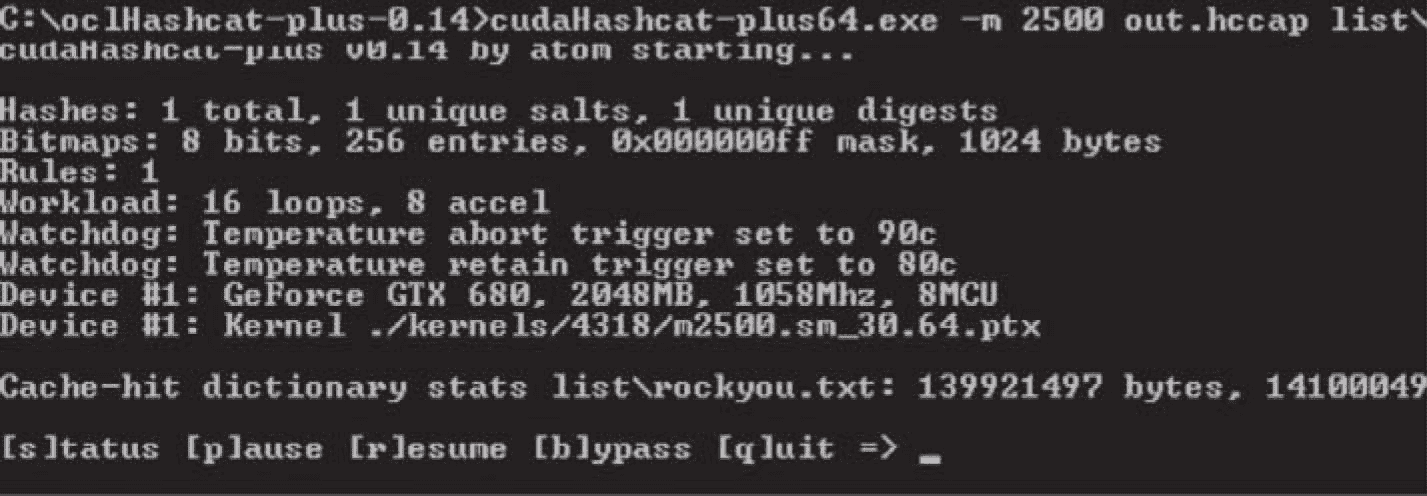 C:\oclHashcat-plus-0.14>cudaHashcat-plus64.exe -m 2500 out.hccap list\
cudaHashcat-plus v0.14 by atom starting...
Hashes: 1 total, 1 unique salts, 1 unique digests
Bitmaps: 8 bits, 256 entries, 0x000000ff mask, 1024 bytes
Rules: 1
Workload: 16 loops, 8 accel
Watchdog: Temperature abort trigger set to 90c
Watchdog: Temperature retain trigger set to 80c
Device #1: GeForce GTX 680, 2048MB, 1058Mhz, 8MCU
Device #1: Kernel ./kernels/4318/m2500.sm_30.64.ptx
Cache-hit dictionary stats list\rockyou.txt: 139921497 bytes, 14100049
[s]tatus [p]ause [r]esume [b]ypass [q]uit => _